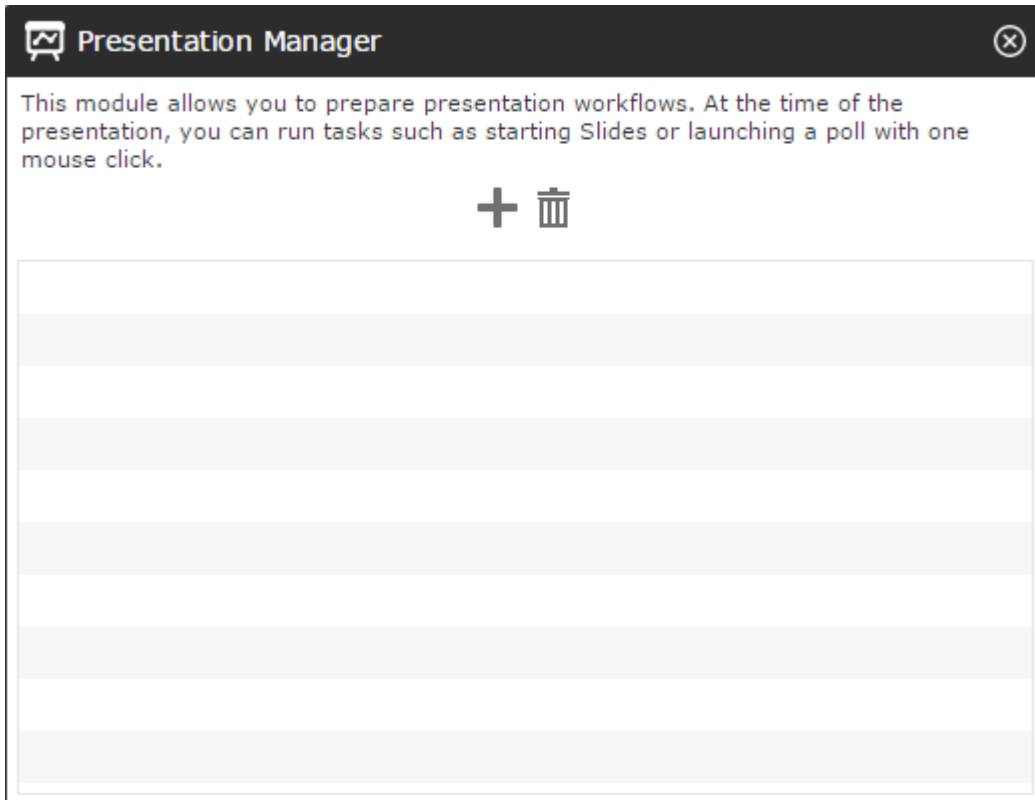 Presentation Manager
This module allows you to prepare presentation workflows. At the time of the
presentation, you can run tasks such as starting Slides or launching a poll with one
mouse click.